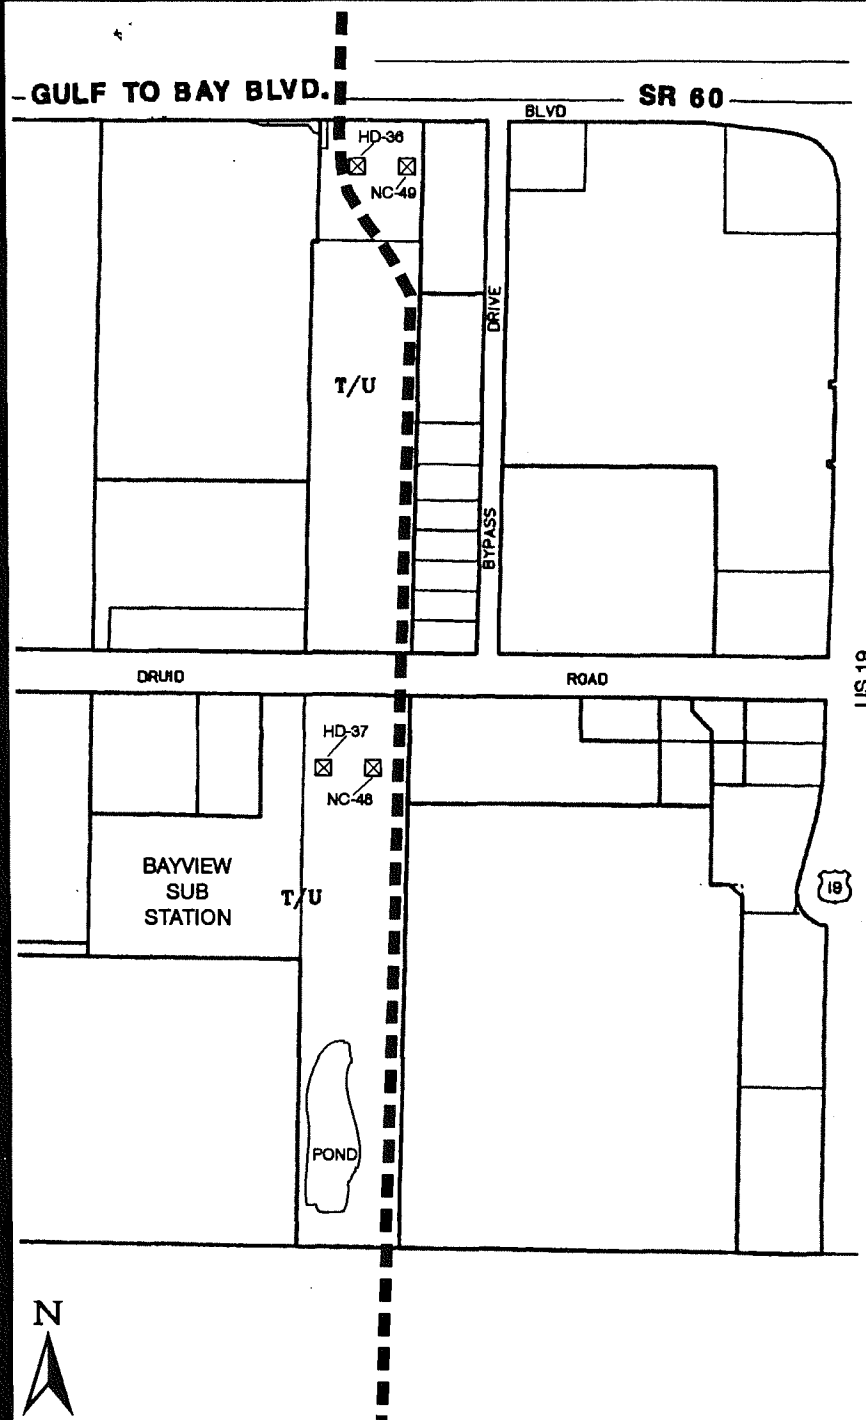 GULF TO BAY BLVD.
SR 60
BLVD
HD-36
NC-49
DRIVE
T/U
BYPASS
DRUID
ROAD
US 19
HD-37
NC-48
BAYVIEW
SUB
STATION
T/U
19
POND
N